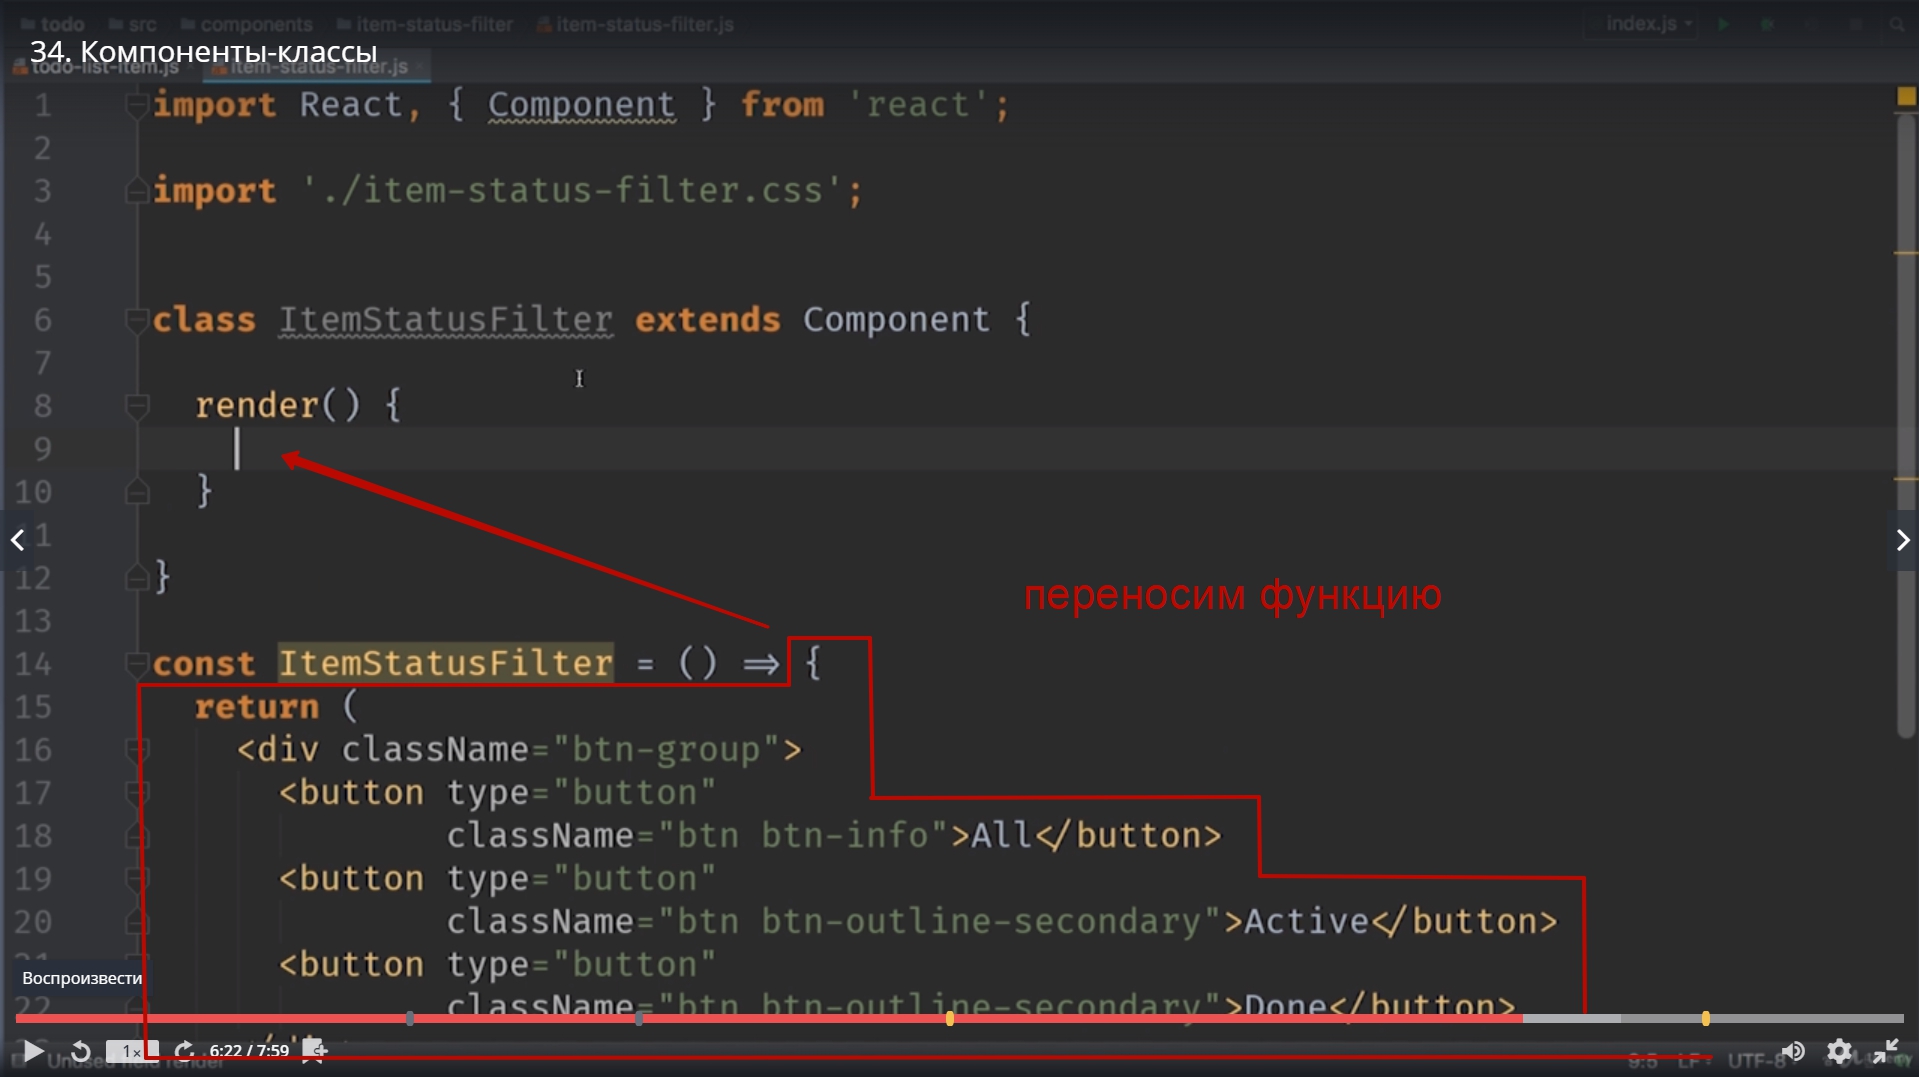 todo src components item-status-filter item-status-filter.js index.js
34. Компоненты-классы
todo-list-item.js item-status-filter.js
1 import React, { Component } from 'react';
2
3 import './item-status-filter.css';
4
5
6 class ItemStatusFilter extends Component {
7
8 render() {
9
10 }
1
12 }
переносим функцию
13
14 const ItemStatusFilter = () => {
15 return (
16 <div className="btn-group">
17 <button type="button"
18 className="btn btn-info">All</button>
19 <button type="button"
20 className="btn btn-outline-secondary">Active</button>
21 <button type="button"
Воспроизвести
22 className="btn btn-outline-secondary">Done</button>
1× 6:22 / 7:59
Unused field render 9:5 LF UTF-8